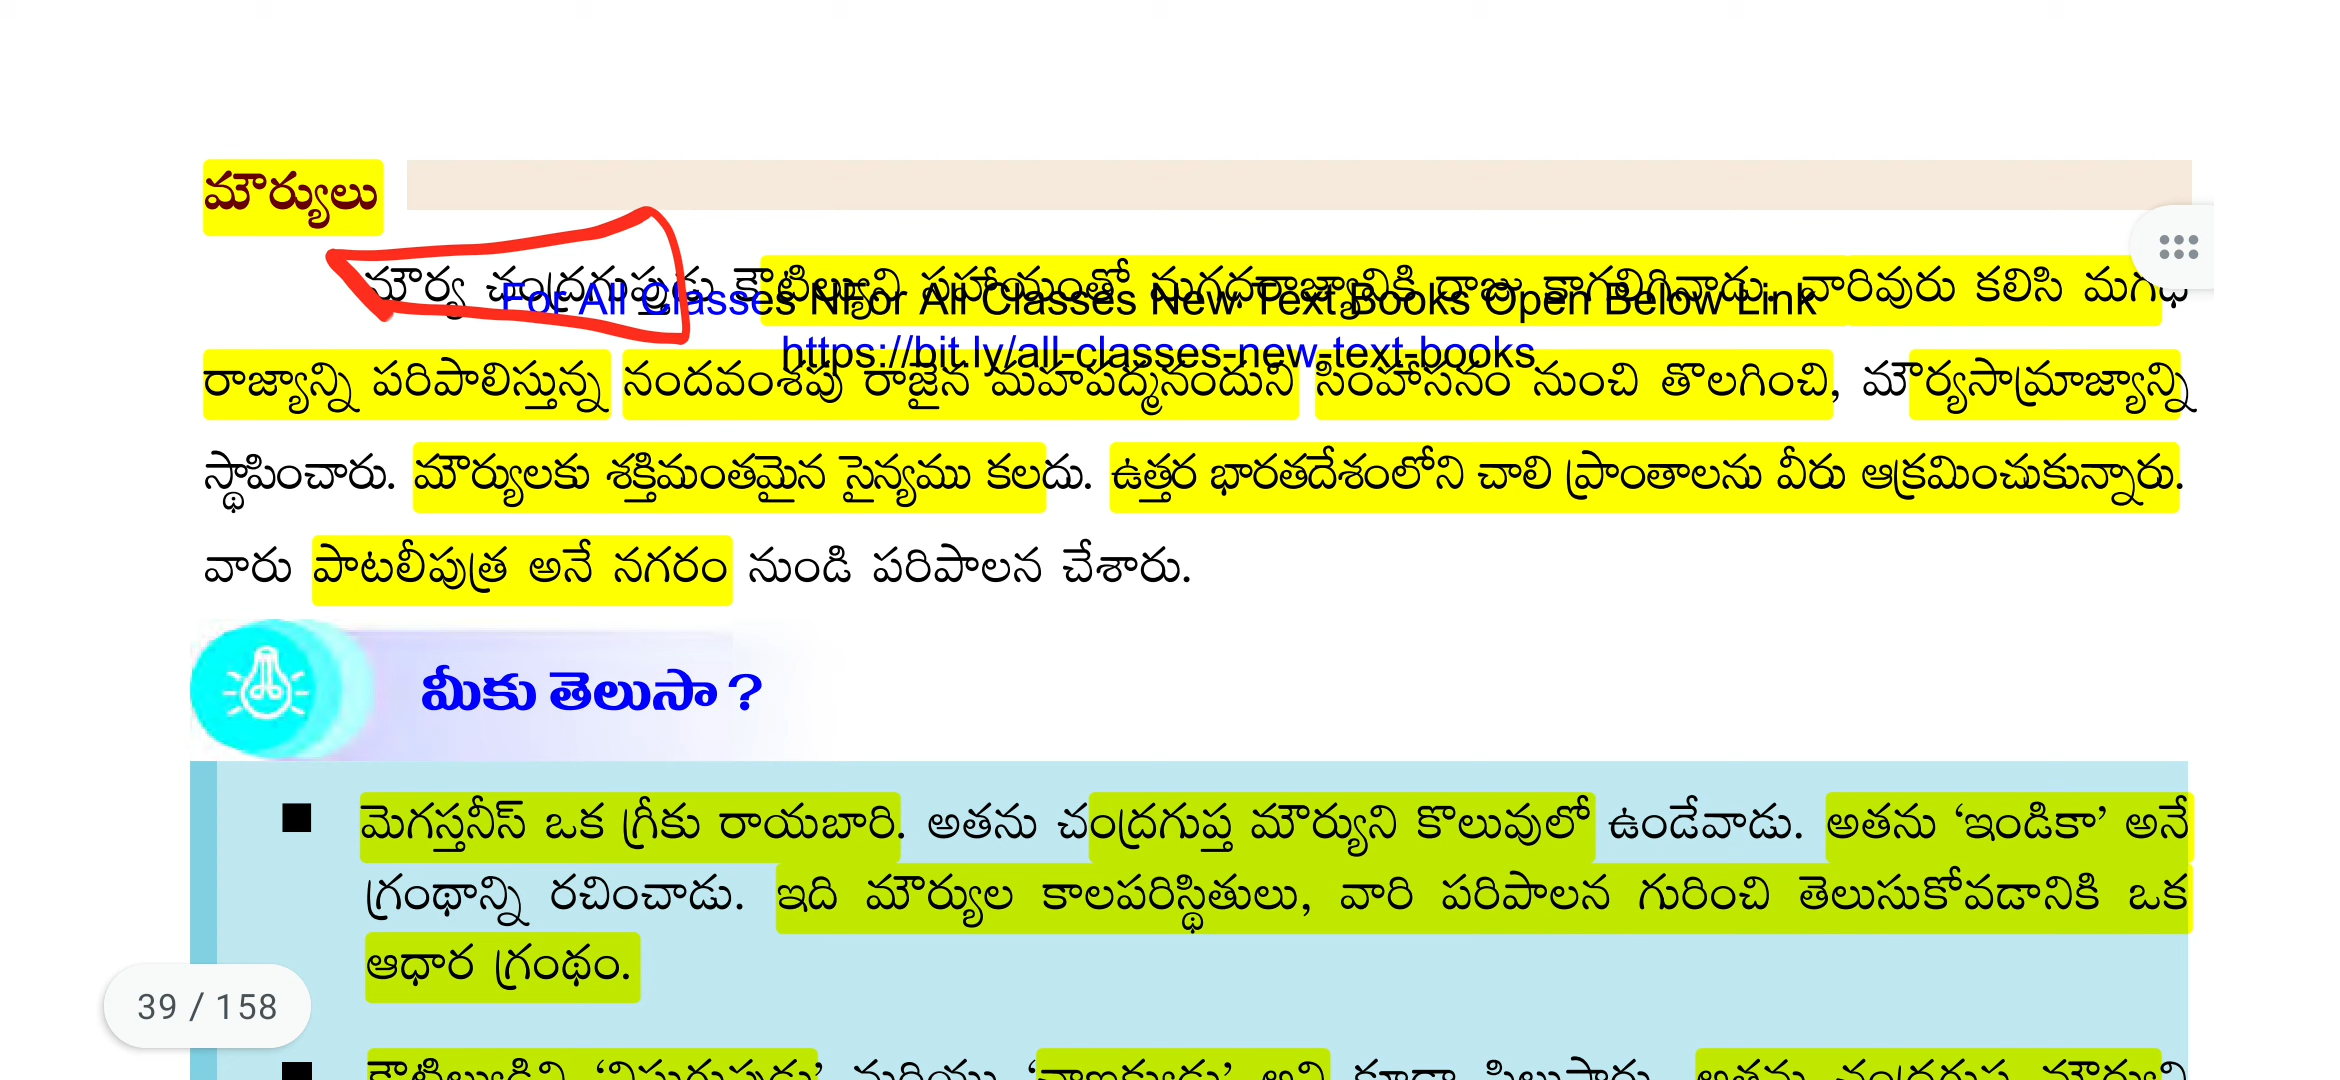 మౌర్యులు
మౌర్య చంద్రగుప్తుడు కౌటిల్యుని సహాయంతో మగధరాజ్యానికి రాజు కాగలిగినాడు. వారివురు కలిసి మగధ
For All Classes NFor All Classes New Text Books Open Below Link
https://bit.ly/all-classes-new-text-books
రాజ్యాన్ని పరిపాలిస్తున్న నందవంశపు రాజైన మహాపద్మనందుని సింహాసనం నుంచి తొలగించి, మౌర్యసామ్రాజ్యాన్ని
స్థాపించారు. మౌర్యులకు శక్తిమంతమైన సైన్యము కలదు. ఉత్తర భారతదేశంలోని చాలి ప్రాంతాలను వీరు ఆక్రమించుకున్నారు.
వారు పాటలీపుత్ర అనే నగరం నుండి పరిపాలన చేశారు.
మీకు తెలుసా ?
మెగస్తనీస్ ఒక గ్రీకు రాయబారి. అతను చంద్రగుప్త మౌర్యుని కొలువులో ఉండేవాడు. అతను ‘ఇండికా’ అనే
గ్రంథాన్ని రచించాడు. ఇది మౌర్యుల కాలపరిస్థితులు, వారి పరిపాలన గురించి తెలుసుకోవడానికి ఒక
ఆధార గ్రంథం.
39 / 158